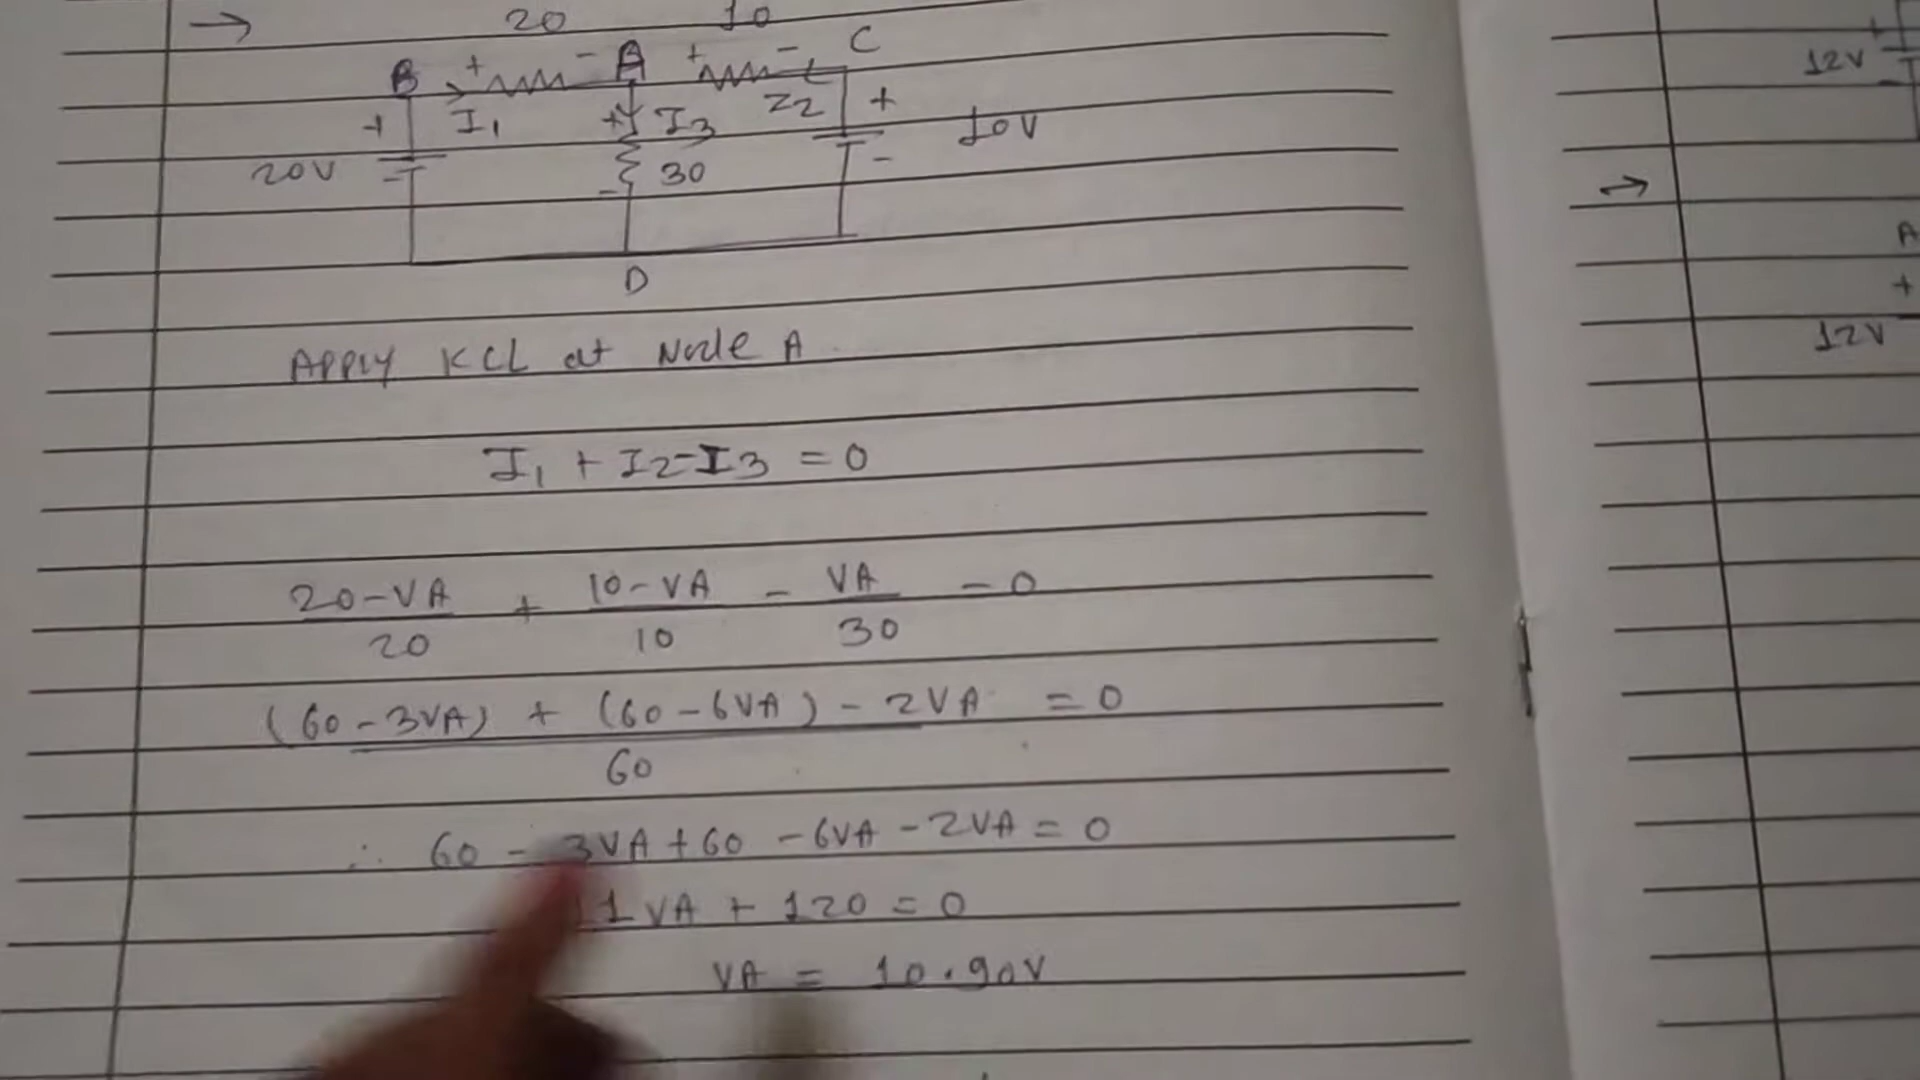 → 20 10
B + - A + - C
+ I₁ + I3 Z2 + 10V
20V - - 30 -
D
APPLY KCL at Node A
I₁ + I2 - I3 = 0
20-VA/20 + 10-VA/10 - VA/30 - 0
(60-3VA) + (60-6VA) - 2VA/60 = 0
∴ 60 - 3VA + 60 - 6VA - 2VA = 0
1VA + 120 = 0
VA = 10.90V
12V
→
A
+
12V